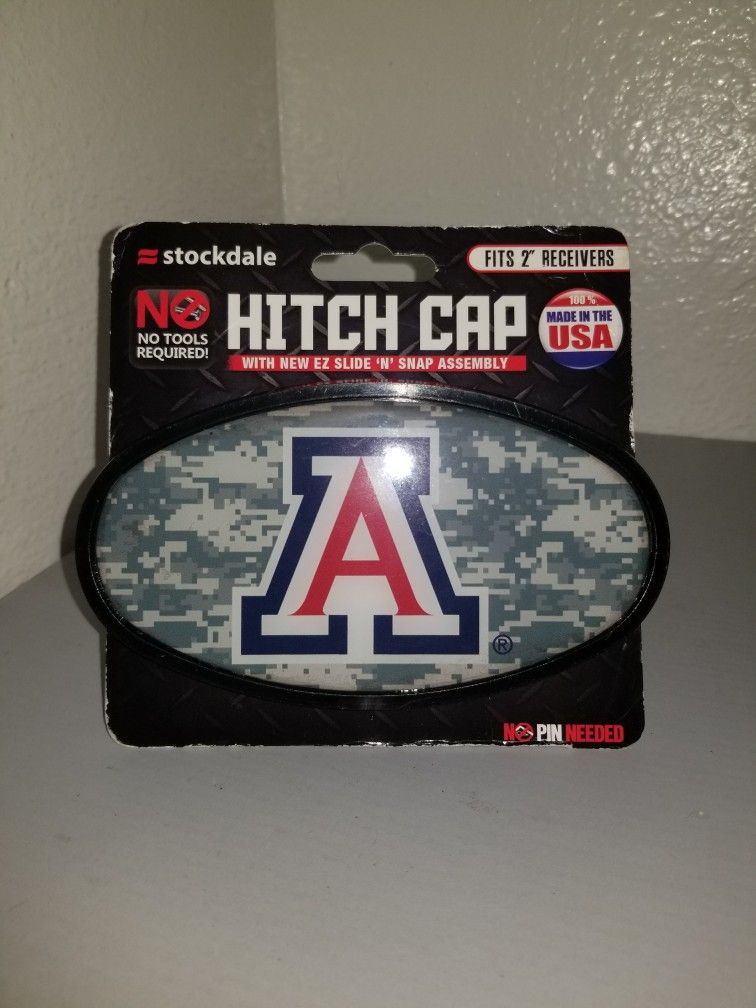 stockdale
FITS 2" RECEIVERS
NO
NO TOOLS
REQUIRED!
HITCH CAP
WITH NEW EZ SLIDE 'N' SNAP ASSEMBLY
100%
MADE IN THE
USA
A
®
NO PIN NEEDED